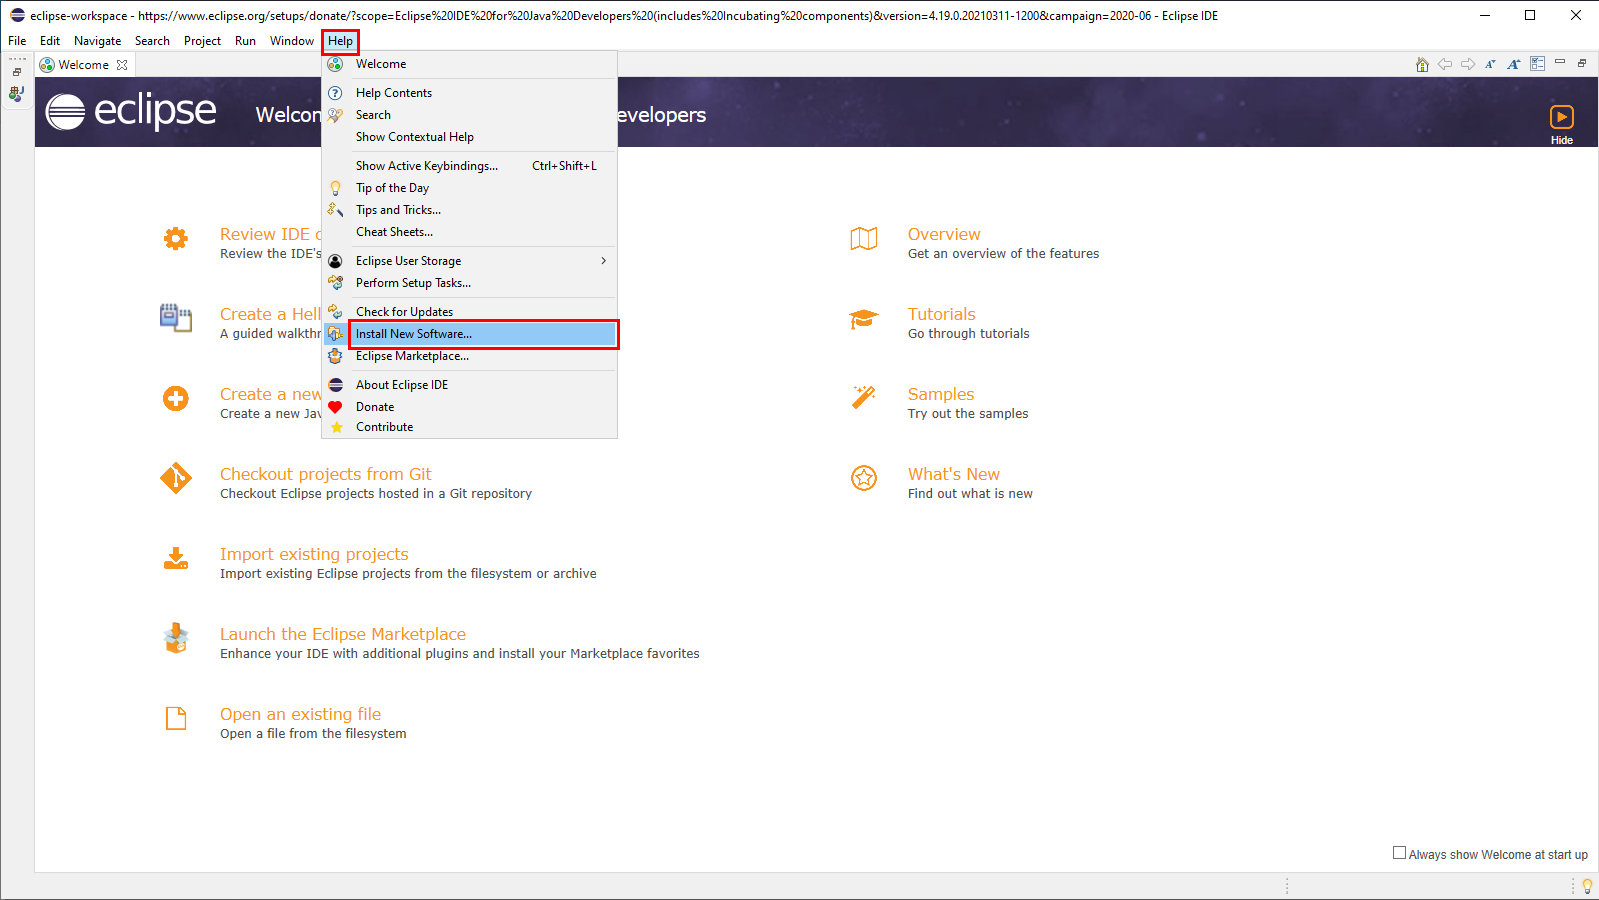 eclipse-workspace - https://www.eclipse.org/setups/donate/?scope=Eclipse%20IDE%20for%20Java%20Developers%20(includes%20Incubating%20components)&version=4.19.0.20210311-1200&campaign=2020-06 - Eclipse IDE
File Edit Navigate Search Project Run Window Help
Welcome
eclipse Welcom evelopers
Hide
Welcome
Help Contents
Search
Show Contextual Help
Show Active Keybindings... Ctrl+Shift+L
Tip of the Day
Tips and Tricks...
Cheat Sheets...
Eclipse User Storage
Perform Setup Tasks...
Check for Updates
Install New Software...
Eclipse Marketplace...
About Eclipse IDE
Donate
Contribute
Review IDE
Review the IDE's
Create a Hell
A guided walkthr
Create a new
Create a new Jav
Checkout projects from Git
Checkout Eclipse projects hosted in a Git repository
Import existing projects
Import existing Eclipse projects from the filesystem or archive
Launch the Eclipse Marketplace
Enhance your IDE with additional plugins and install your Marketplace favorites
Open an existing file
Open a file from the filesystem
Overview
Get an overview of the features
Tutorials
Go through tutorials
Samples
Try out the samples
What's New
Find out what is new
Always show Welcome at start up